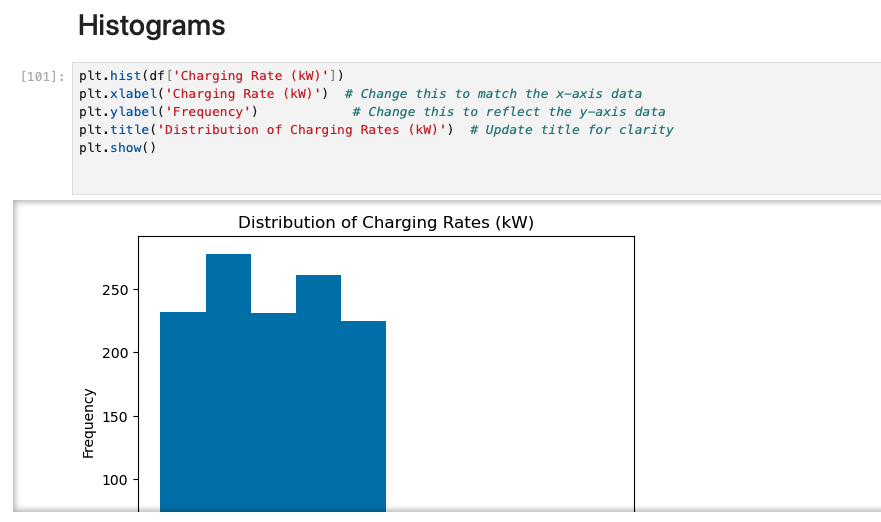 Histograms
[101]: plt.hist(df['Charging Rate (kW)'])
plt.xlabel('Charging Rate (kW)')  # Change this to match the x-axis data
plt.ylabel('Frequency')            # Change this to reflect the y-axis data
plt.title('Distribution of Charging Rates (kW)')  # Update title for clarity
plt.show()
Distribution of Charging Rates (kW)
250
200
150
100
Frequency